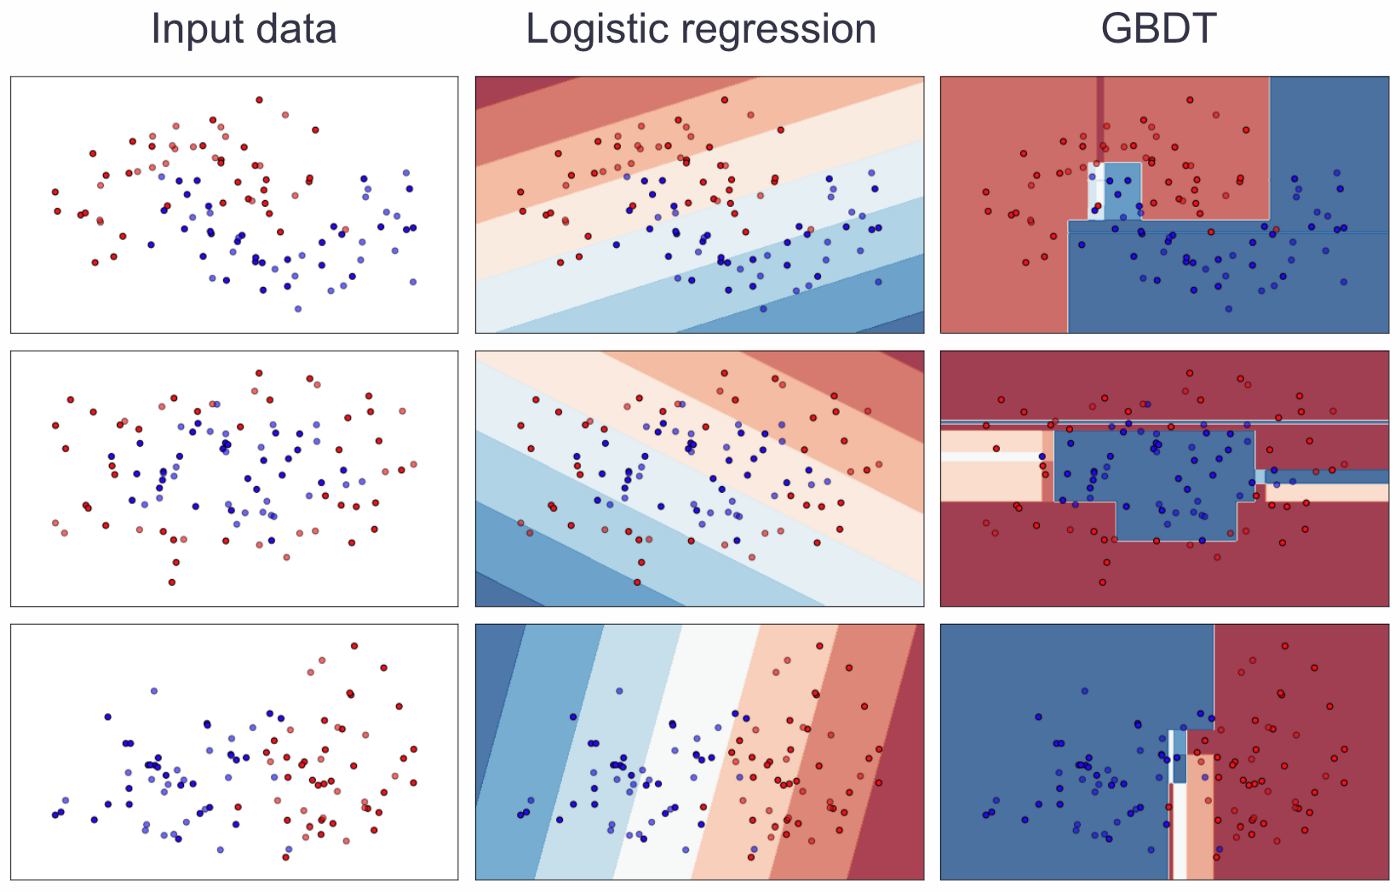 Input data
Logistic regression
GBDT